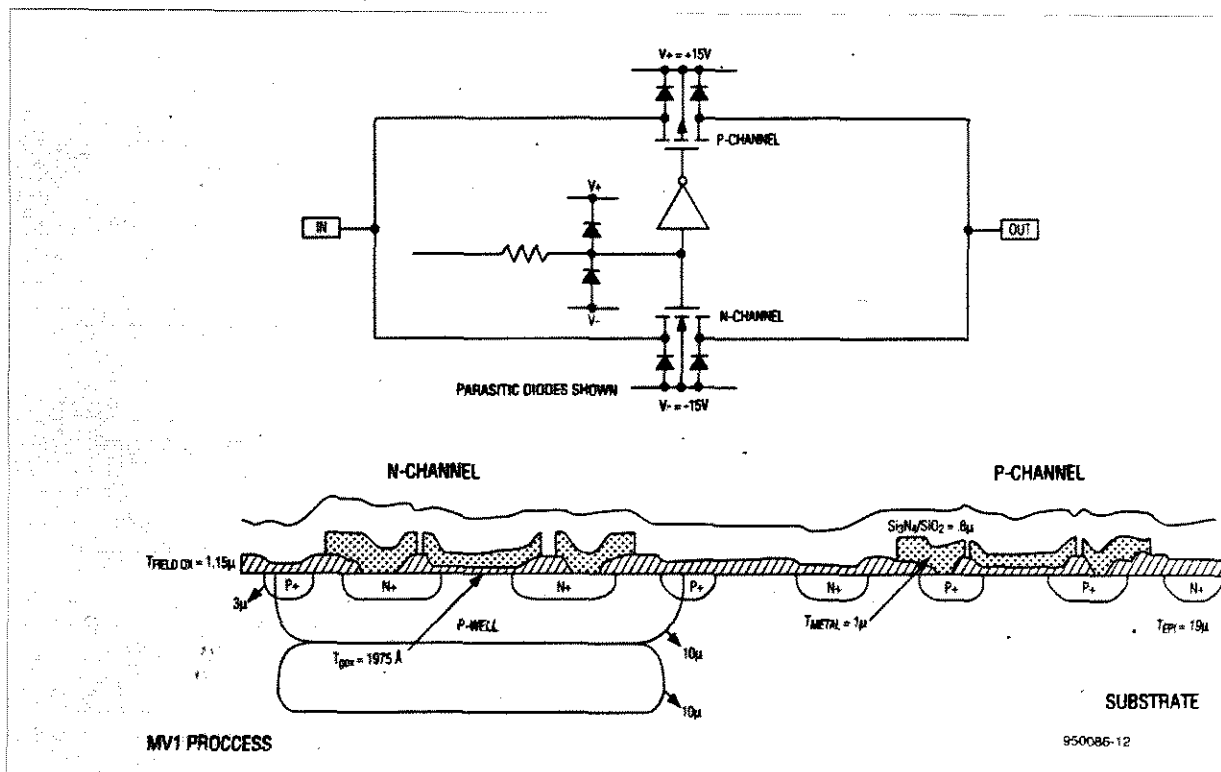 V+ = +15V
P-CHANNEL
V+
IN
OUT
V-
N-CHANNEL
PARASITIC DIODES SHOWN
V- = -15V
N-CHANNEL
P-CHANNEL
Si3N4/SiO2 = .8µ
TFIELD OX = 1.15µ
P+
N+
N+
P+
N+
P+
P+
N+
3µ
P-WELL
TMETAL = 1µ
TEPI = 19µ
TGOX = 1975 Å
10µ
10µ
SUBSTRATE
MV1 PROCCESS
950086-12